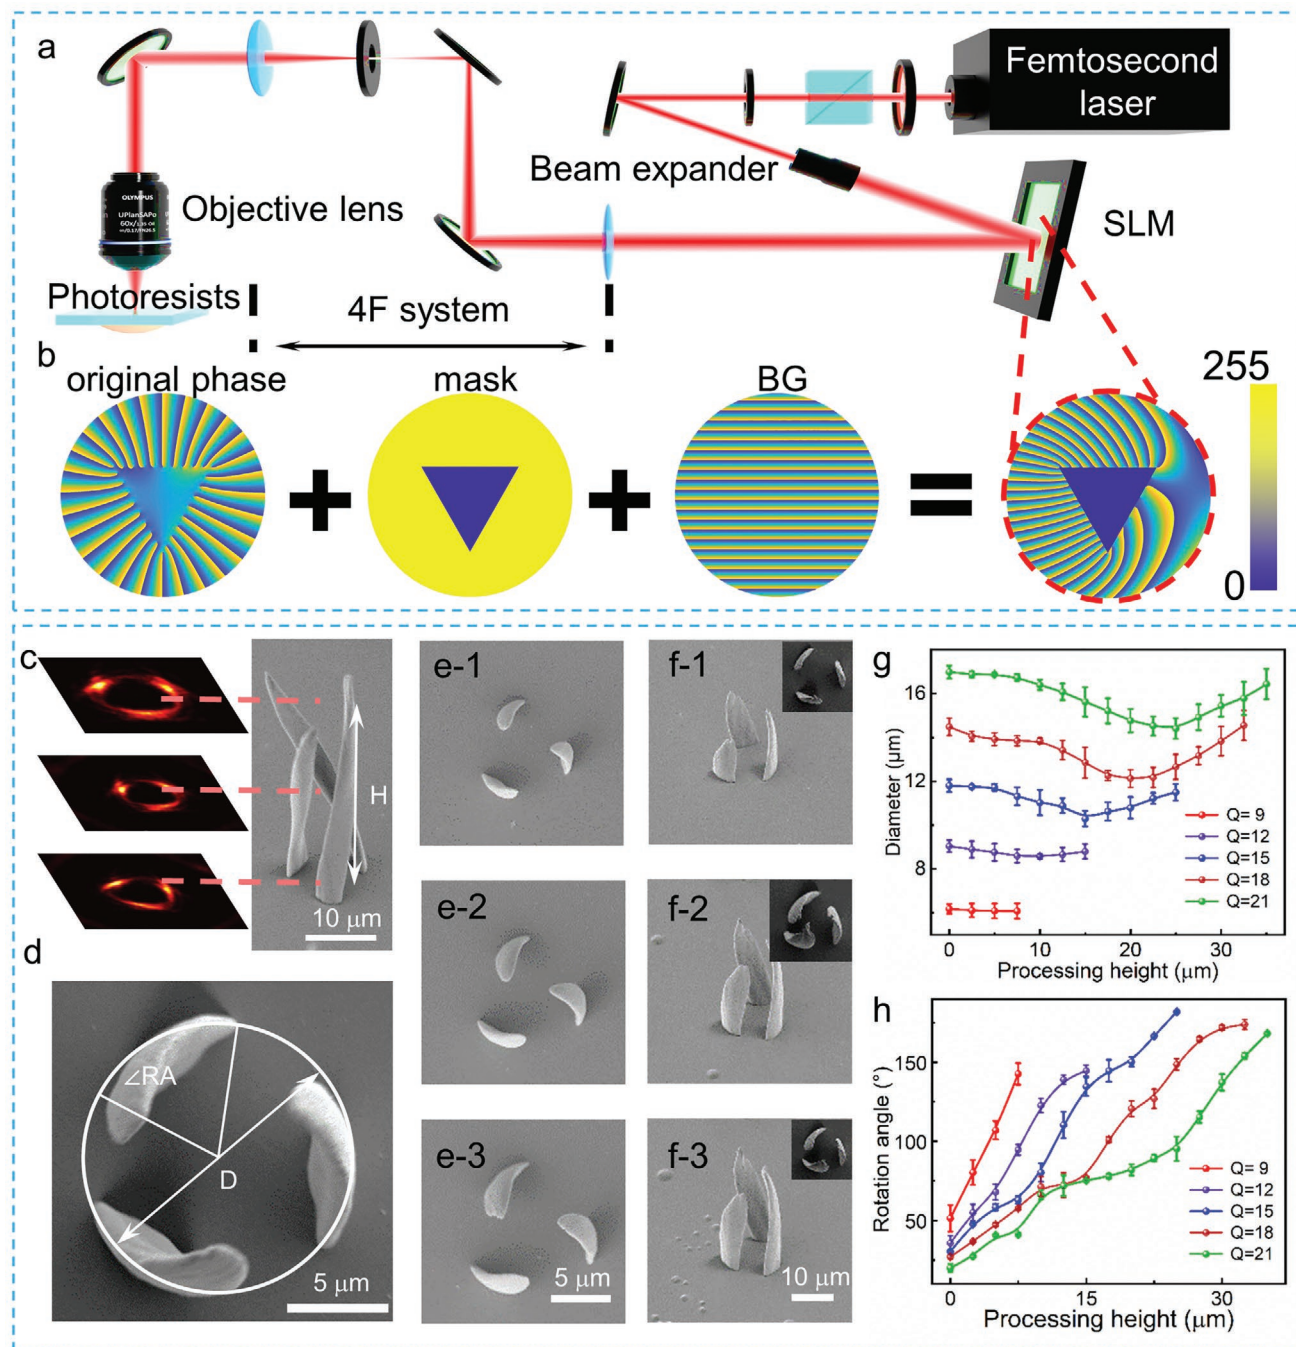 a
Femtosecond
laser
Beam expander
SLM
OLYMPUS
UPlanSApo
Objective lens
Photoresists
4F system
b
original phase
mask
BG
255
0
c
H
10 μm
d
∠RA
D
5 μm
e-1
e-2
e-3
5 μm
f-1
f-2
f-3
10 μm
g
Diameter (μm)
16
12
8
0 10 20 30
Processing height (μm)
Q= 9
Q=12
Q=15
Q=18
Q=21
h
Rotation angle (°)
150
100
50
0 15 30
Processing height (μm)
Q= 9
Q=12
Q=15
Q=18
Q=21